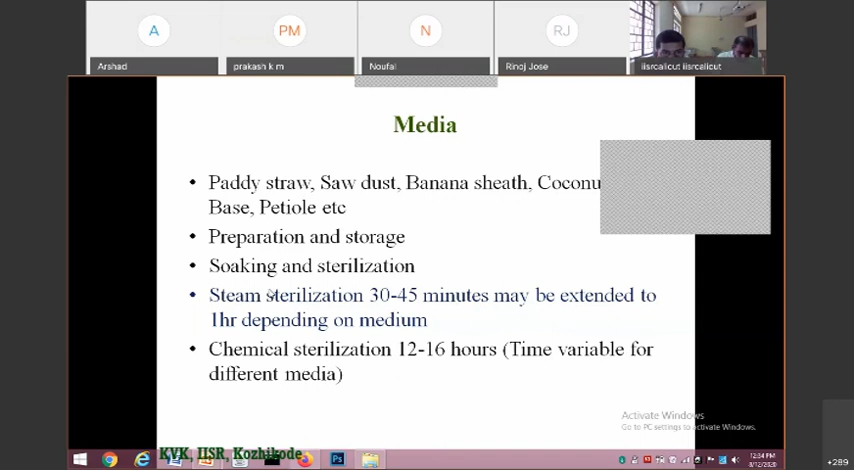 A
PM
N
RJ
Arshad
prakash k m
Noufal
Rinoj Jose
iisrcalicut iisrcalicut
Media
• Paddy straw, Saw dust, Banana sheath, Coconu
Base, Petiole etc
• Preparation and storage
• Soaking and sterilization
• Steam sterilization 30-45 minutes may be extended to
1hr depending on medium
• Chemical sterilization 12-16 hours (Time variable for
different media)
Activate Windows
Go to PC settings to activate Windows.
KVK, IISR, Kozhikode
Ps
12:34 PM
8/12/2020
+289